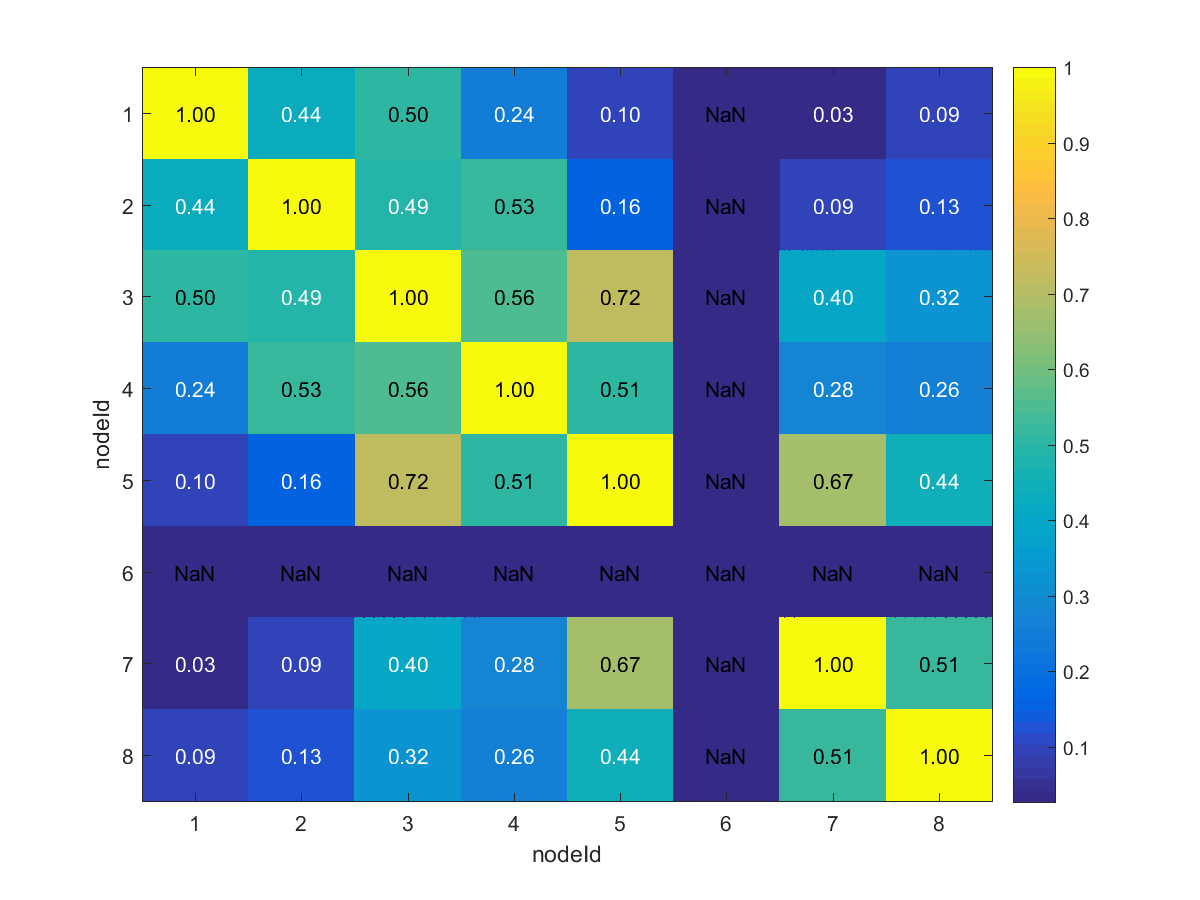 1 1.00 0.44 0.50 0.24 0.10 NaN 0.03 0.09
2 0.44 1.00 0.49 0.53 0.16 NaN 0.09 0.13
3 0.50 0.49 1.00 0.56 0.72 NaN 0.40 0.32
4 0.24 0.53 0.56 1.00 0.51 NaN 0.28 0.26
5 0.10 0.16 0.72 0.51 1.00 NaN 0.67 0.44
6 NaN NaN NaN NaN NaN NaN NaN NaN
7 0.03 0.09 0.40 0.28 0.67 NaN 1.00 0.51
8 0.09 0.13 0.32 0.26 0.44 NaN 0.51 1.00
1 2 3 4 5 6 7 8
nodeId
nodeId
1
0.9
0.8
0.7
0.6
0.5
0.4
0.3
0.2
0.1